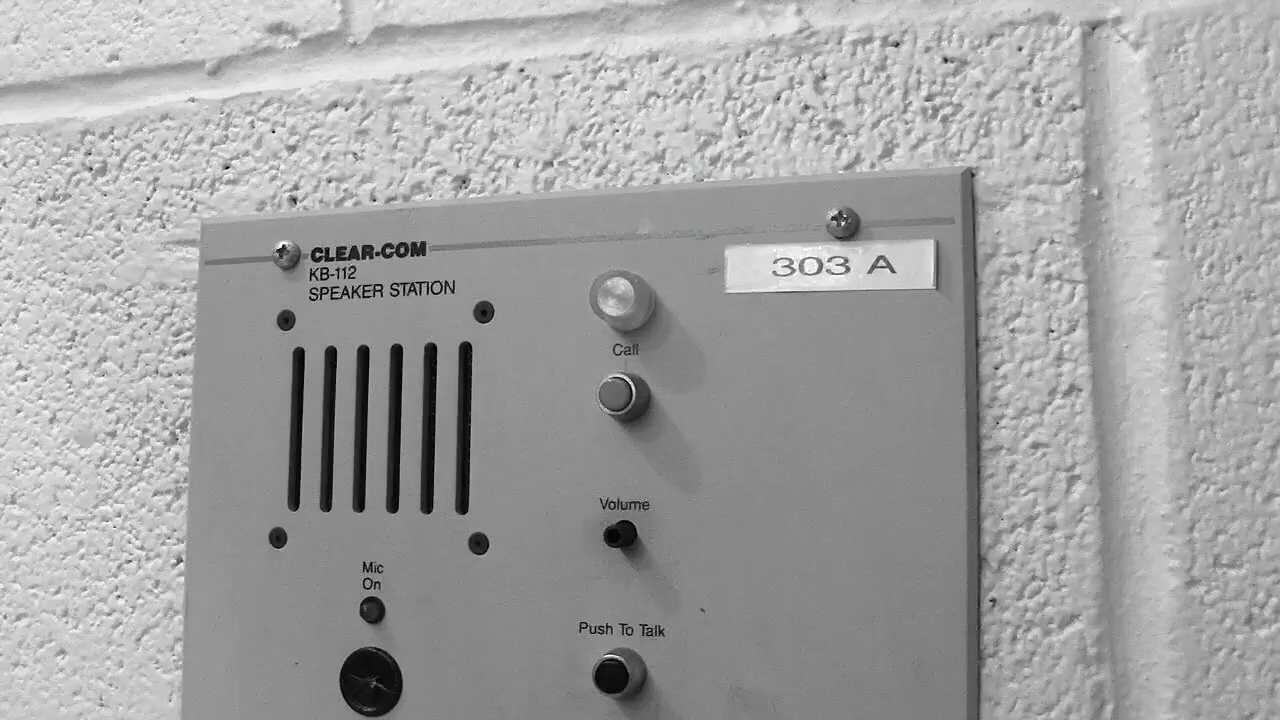 CLEAR-COM
KB-112
SPEAKER STATION
303 A
Call
Volume
Mic
On
Push To Talk